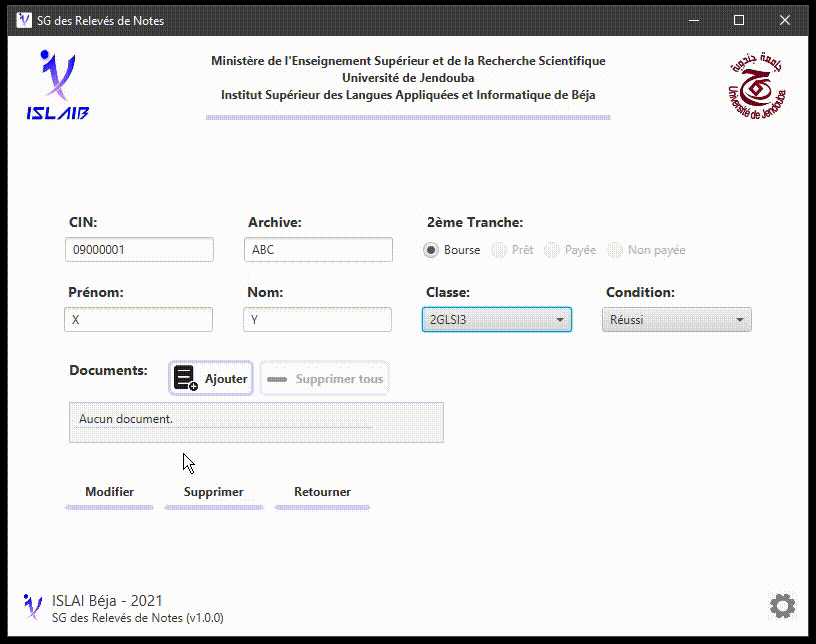 SG des Relevés de Notes
Ministère de l'Enseignement Supérieur et de la Recherche Scientifique
Université de Jendouba
Institut Supérieur des Langues Appliquées et Informatique de Béja
ISLAIB
جامعة جندوبة
Université de Jendouba
CIN:
Archive:
2ème Tranche:
09000001
ABC
Bourse
Prêt
Payée
Non payée
Prénom:
Nom:
Classe:
Condition:
X
Y
2GLSI3
Réussi
Documents:
Ajouter
Supprimer tous
Aucun document.
Modifier
Supprimer
Retourner
ISLAI Béja - 2021
SG des Relevés de Notes (v1.0.0)